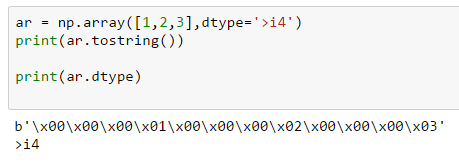 ar = np.array([1,2,3],dtype='>i4')
print(ar.tostring())
print(ar.dtype)
b'\x00\x00\x00\x01\x00\x00\x00\x02\x00\x00\x00\x03'
>i4